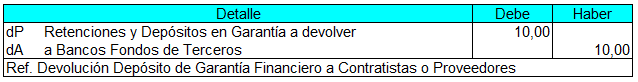 Detalle Debe Haber
dP Retenciones y Depósitos en Garantía a devolver 10,00
dA a Bancos Fondos de Terceros 10,00
Ref. Devolución Depósito de Garantía Financiero a Contratistas o Proveedores